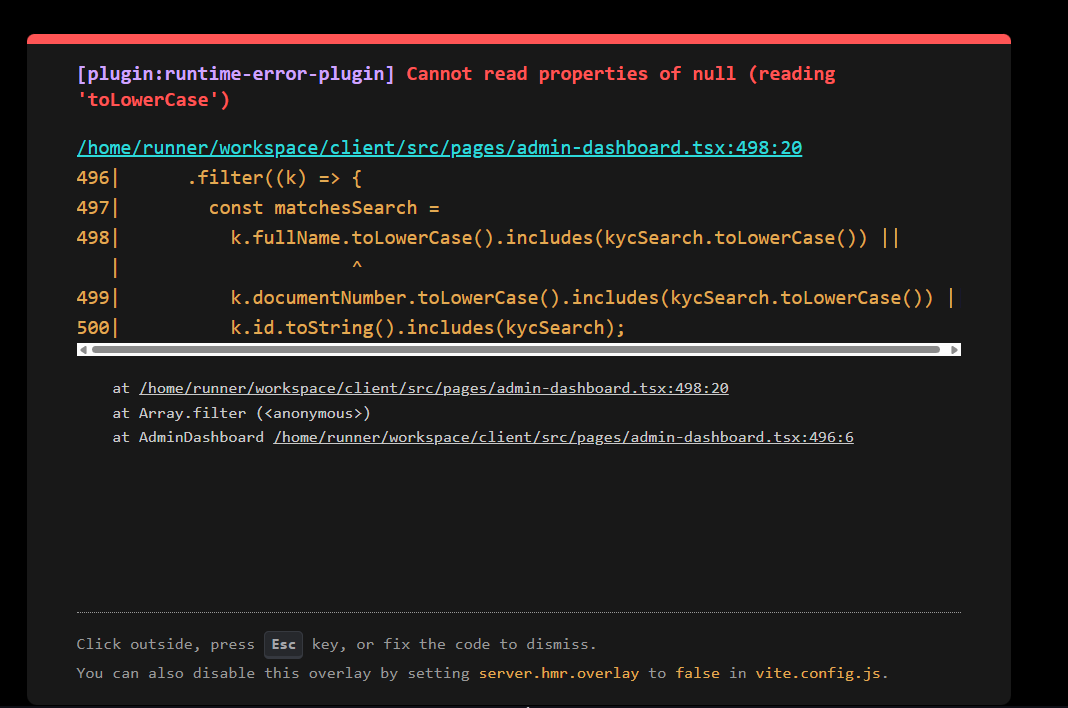 [plugin:runtime-error-plugin] Cannot read properties of null (reading
'toLowerCase')
/home/runner/workspace/client/src/pages/admin-dashboard.tsx:498:20
496|      .filter((k) => {
497|        const matchesSearch =
498|          k.fullName.toLowerCase().includes(kycSearch.toLowerCase()) ||
   |                     ^
499|          k.documentNumber.toLowerCase().includes(kycSearch.toLowerCase()) |
500|          k.id.toString().includes(kycSearch);
at /home/runner/workspace/client/src/pages/admin-dashboard.tsx:498:20
at Array.filter (<anonymous>)
at AdminDashboard /home/runner/workspace/client/src/pages/admin-dashboard.tsx:496:6
Click outside, press Esc key, or fix the code to dismiss.
You can also disable this overlay by setting server.hmr.overlay to false in vite.config.js.